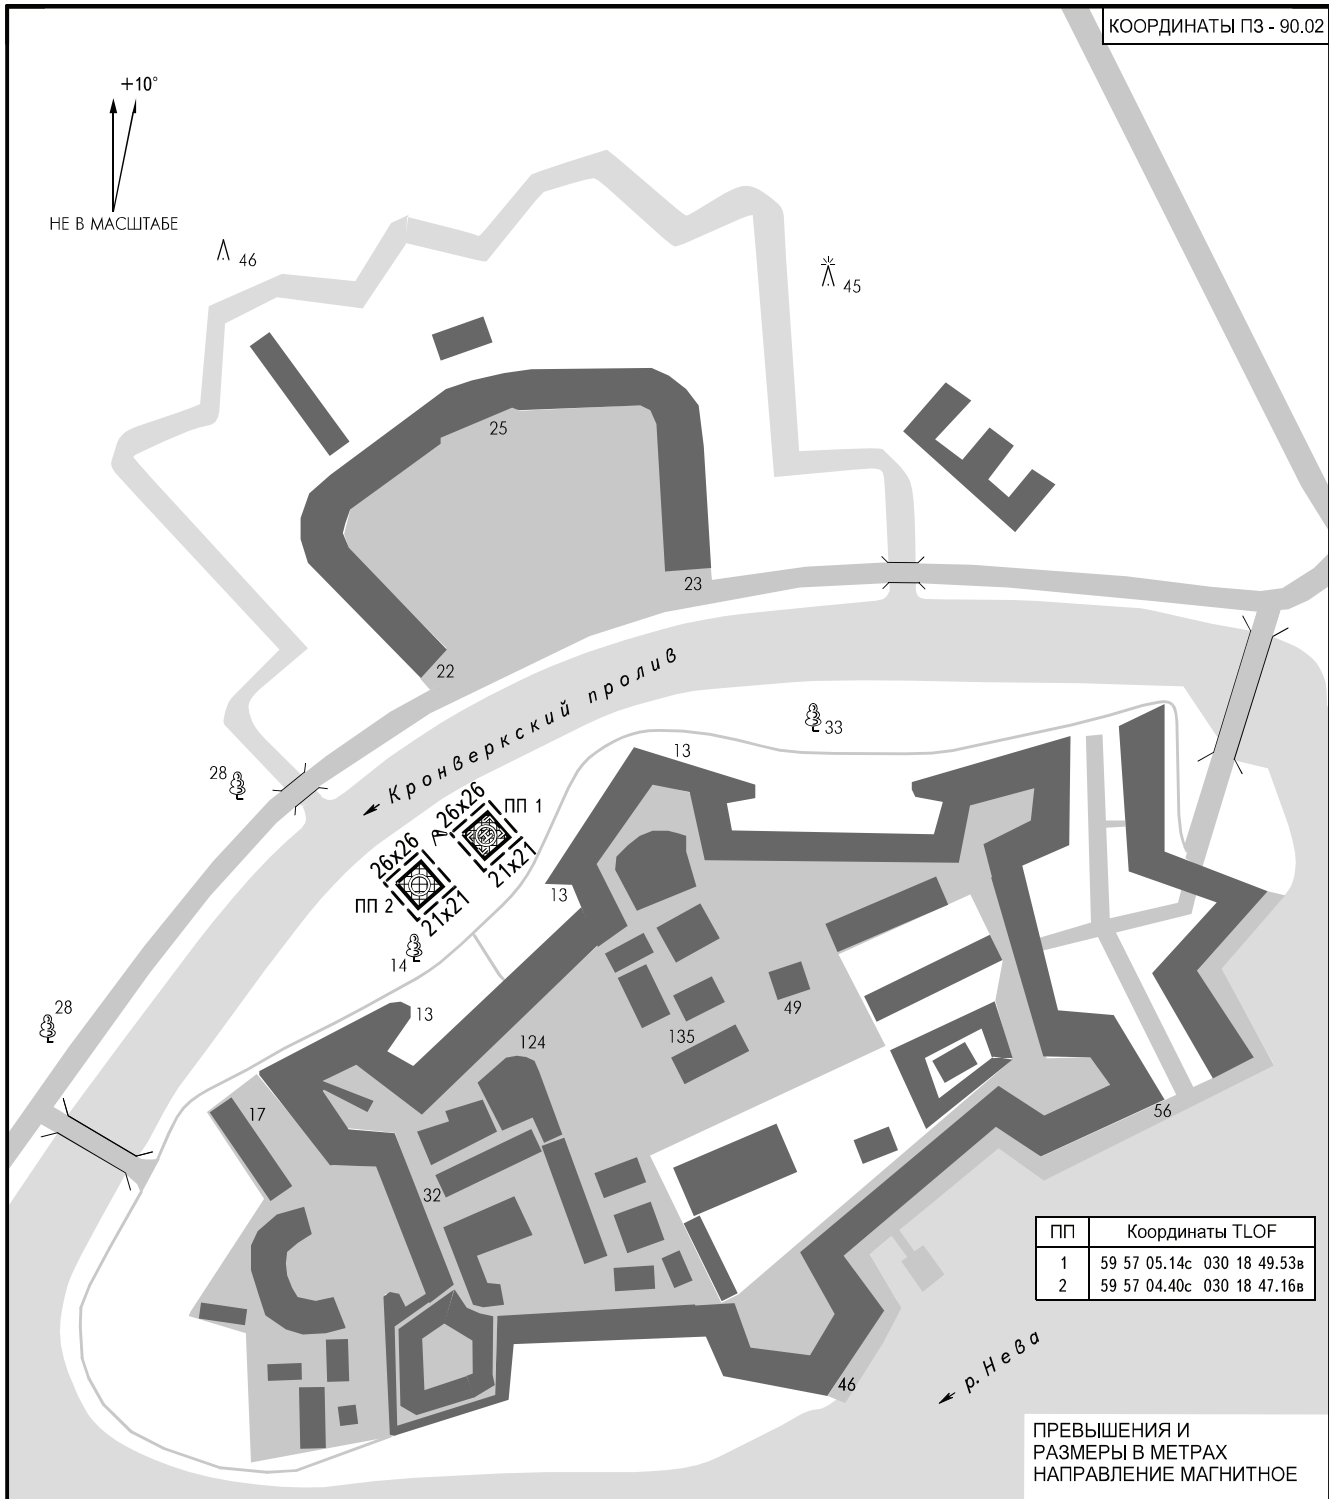 КООРДИНАТЫ ПЗ - 90.02
+10°
НЕ В МАСШТАБЕ
46
45
25
23
22
Кронверкский пролив
33
13
28
26x26
ПП 1
21x21
26x26
ПП 2
21x21
13
14
28
13
49
135
124
17
56
32
ПП Координаты TLOF
1 59 57 05.14с 030 18 49.53в
2 59 57 04.40с 030 18 47.16в
р. Нева
46
ПРЕВЫШЕНИЯ И
РАЗМЕРЫ В МЕТРАХ
НАПРАВЛЕНИЕ МАГНИТНОЕ